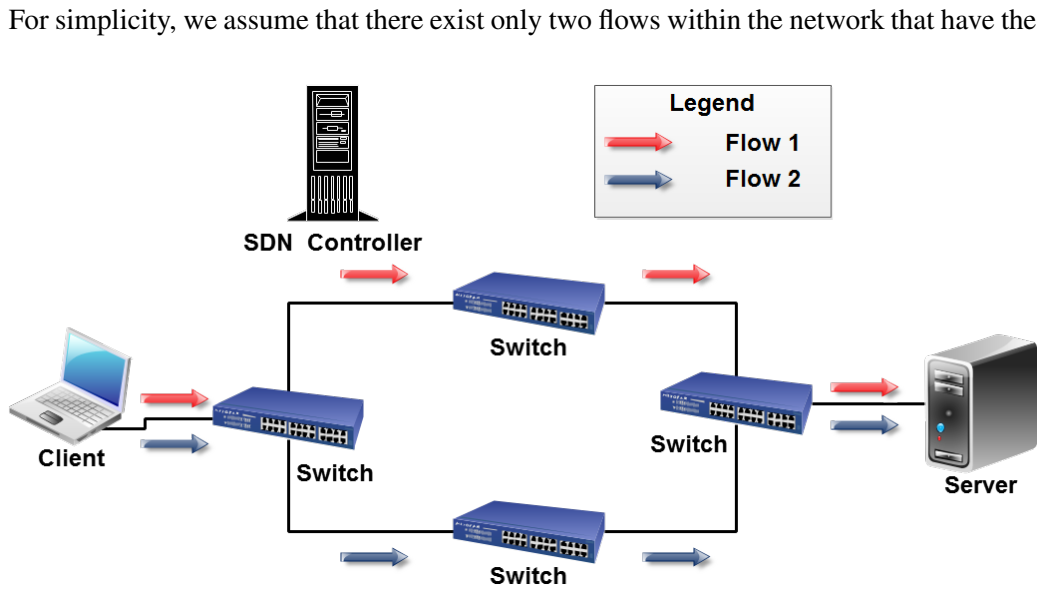 For simplicity, we assume that there exist only two flows within the network that have the
Legend
Flow 1
Flow 2
SDN Controller
Switch
Client
Switch
Switch
Server
Switch